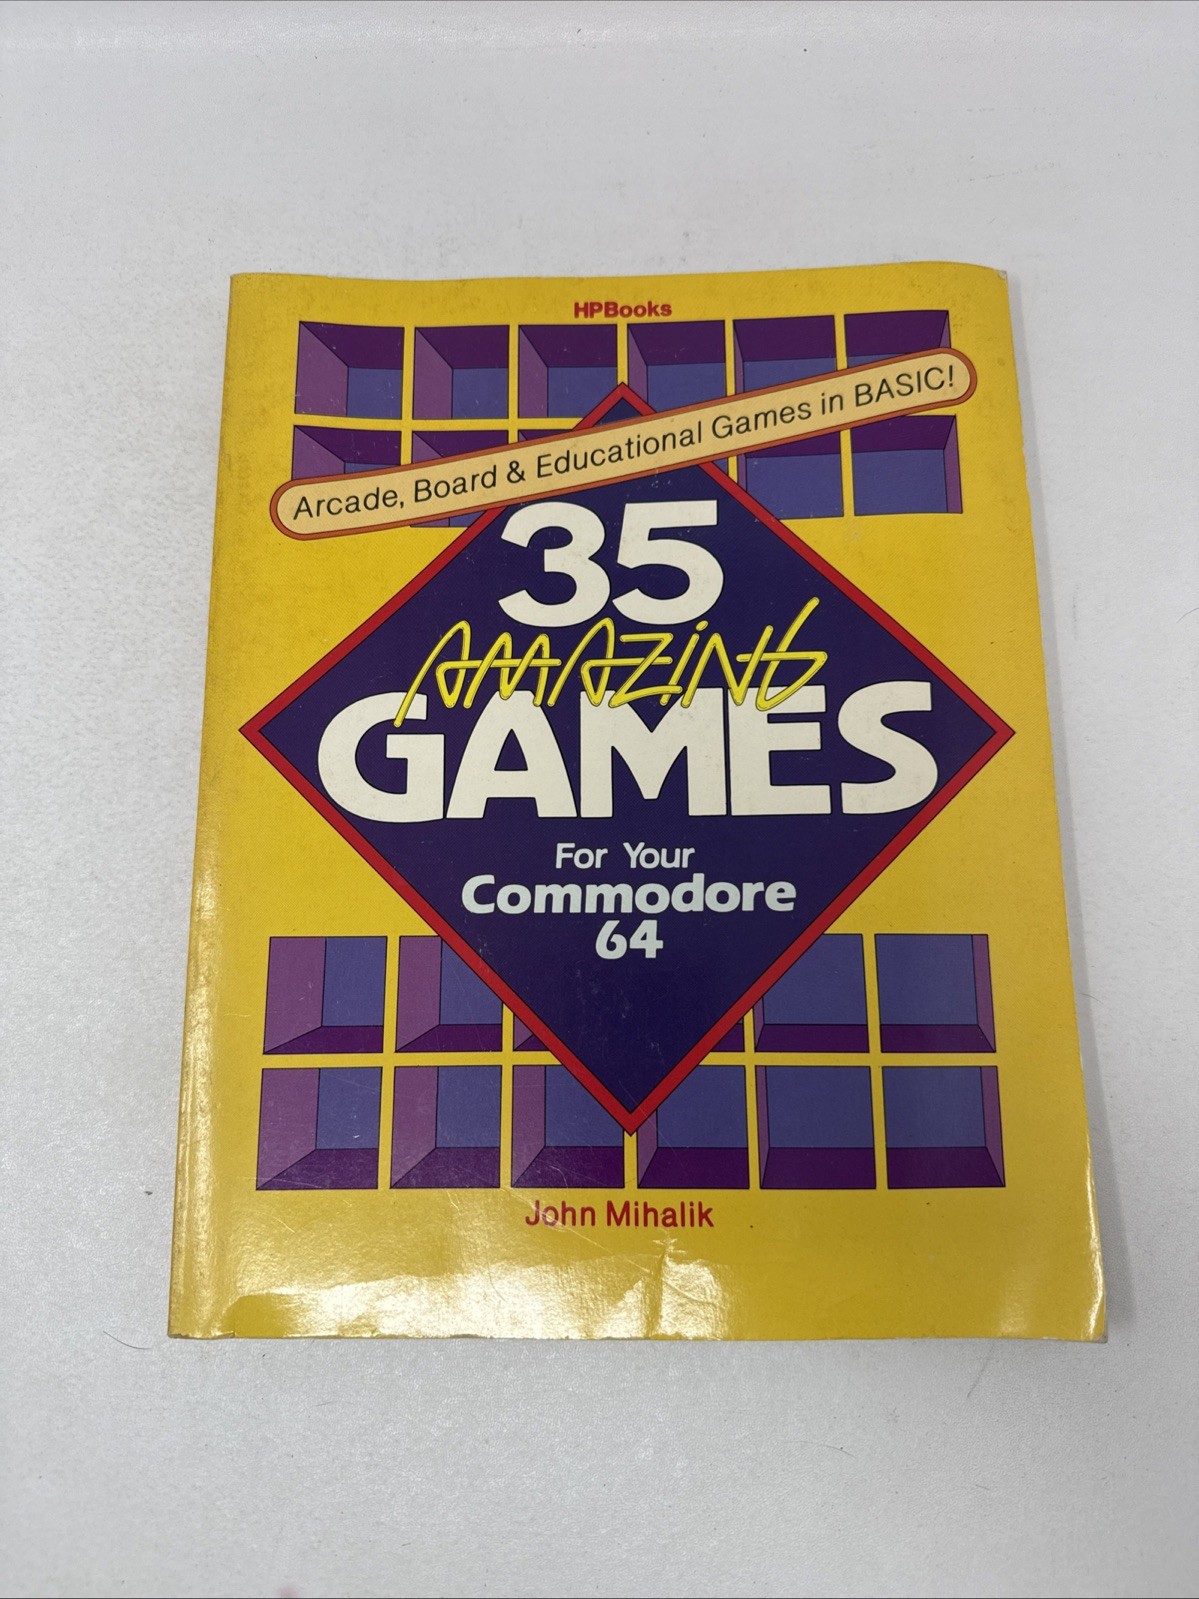 HPBooks
Arcade, Board & Educational Games in BASIC!
35
AMAZING
GAMES
For Your
Commodore
64
John Mihalik